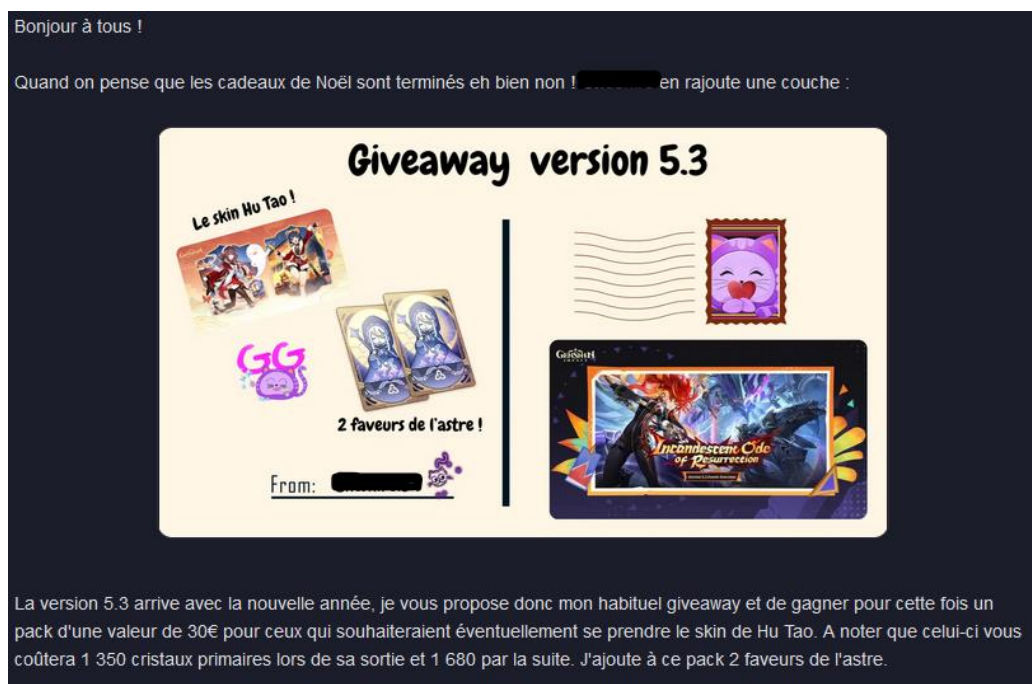 Bonjour à tous !
Quand on pense que les cadeaux de Noël sont terminés eh bien non ! en rajoute une couche :
Giveaway version 5.3
Le skin Hu Tao !
GENSHIN
GG
2 faveurs de l'astre !
From:
GENSHIN
IMPACT
Incandescent Ode
of Resurrection
La version 5.3 arrive avec la nouvelle année, je vous propose donc mon habituel giveaway et de gagner pour cette fois un
pack d'une valeur de 30€ pour ceux qui souhaiteraient éventuellement se prendre le skin de Hu Tao. A noter que celui-ci vous
coûtera 1 350 cristaux primaires lors de sa sortie et 1 680 par la suite. J'ajoute à ce pack 2 faveurs de l'astre.